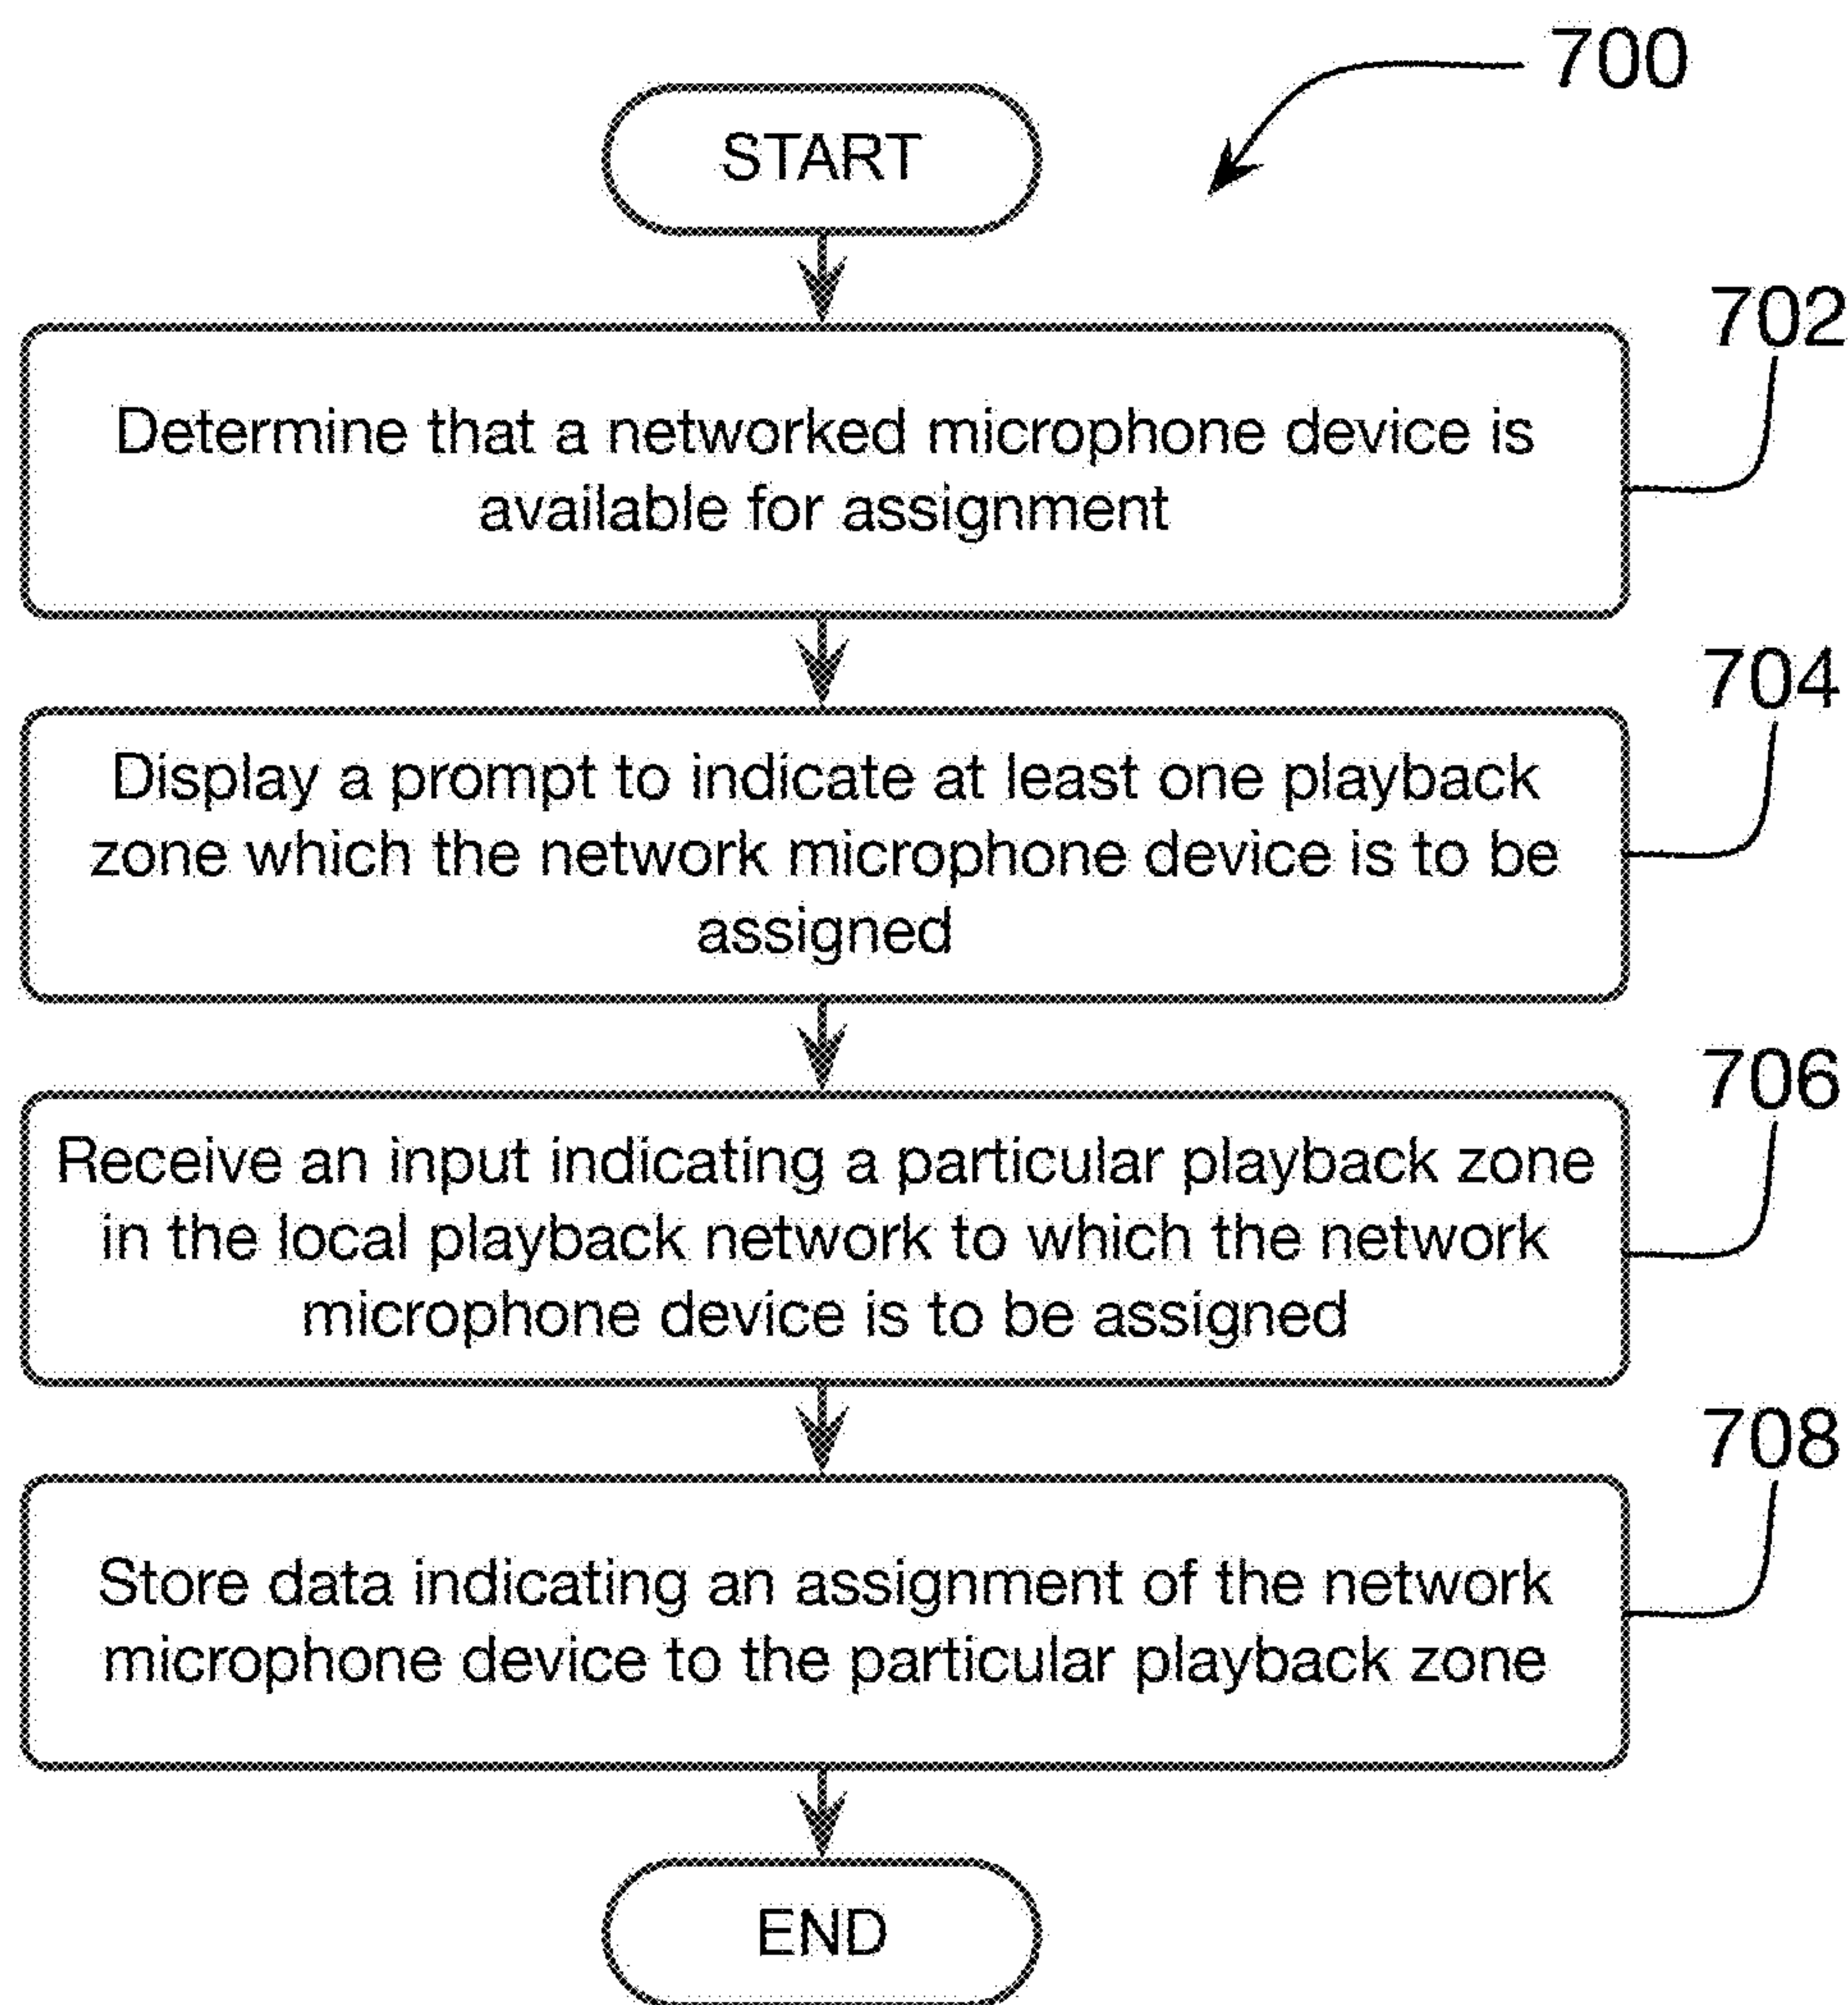 700
START
702
Determine that a networked microphone device is
available for assignment
704
Display a prompt to indicate at least one playback
zone which the network microphone device is to be
assigned
706
Receive an input indicating a particular playback zone
in the local playback network to which the network
microphone device is to be assigned
708
Store data indicating an assignment of the network
microphone device to the particular playback zone
END